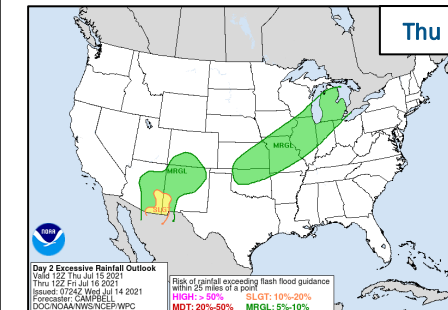 Thu
MRGL
MRGL
SLGT
NOAA
Day 2 Excessive Rainfall Outlook
Valid 12Z Thu Jul 15 2021
Thru 12Z Fri Jul 16 2021
Issued: 0724Z Wed Jul 14 2021
Forecaster: CAMPBELL
DOC/NOAA/NWS/NCEP/WPC
Risk of rainfall exceeding flash flood guidance
within 25 miles of a point
HIGH: > 50% SLGT: 10%-20%
MDT: 20%-50% MRGL: 5%-10%